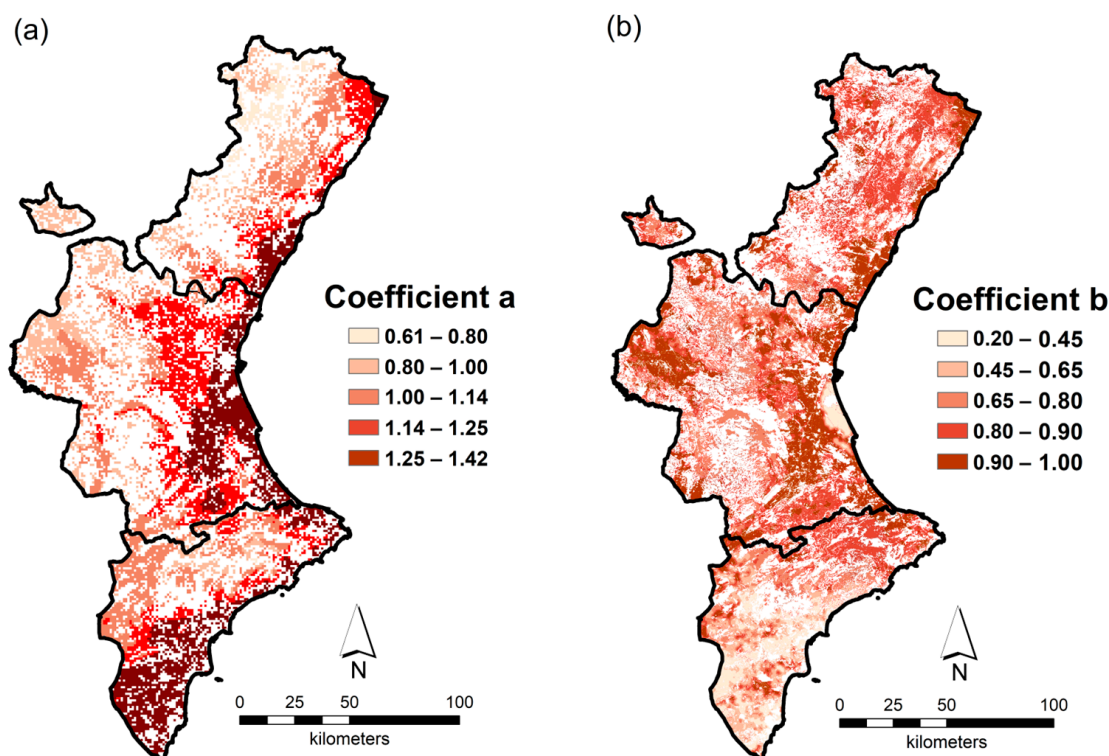 (a)
Coefficient a
0.61 – 0.80
0.80 – 1.00
1.00 – 1.14
1.14 – 1.25
1.25 – 1.42
N
0 25 50 100
kilometers
(b)
Coefficient b
0.20 – 0.45
0.45 – 0.65
0.65 – 0.80
0.80 – 0.90
0.90 – 1.00
N
0 25 50 100
kilometers